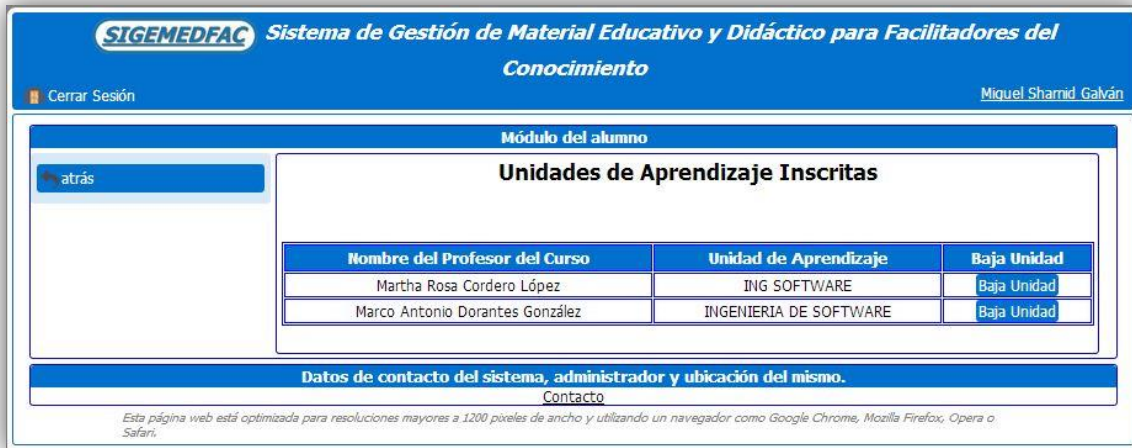 SIGEMEDFAC Sistema de Gestión de Material Educativo y Didáctico para Facilitadores del
Conocimiento
Cerrar Sesión
Miguel Sharnid Galván
Módulo del alumno
atrás
Unidades de Aprendizaje Inscritas
Nombre del Profesor del Curso Unidad de Aprendizaje Baja Unidad
Martha Rosa Cordero López ING SOFTWARE Baja Unidad
Marco Antonio Dorantes González INGENIERIA DE SOFTWARE Baja Unidad
Datos de contacto del sistema, administrador y ubicación del mismo.
Contacto
Esta página web está optimizada para resoluciones mayores a 1200 pixeles de ancho y utilizando un navegador como Google Chrome, Mozilla Firefox, Opera o
Safari.